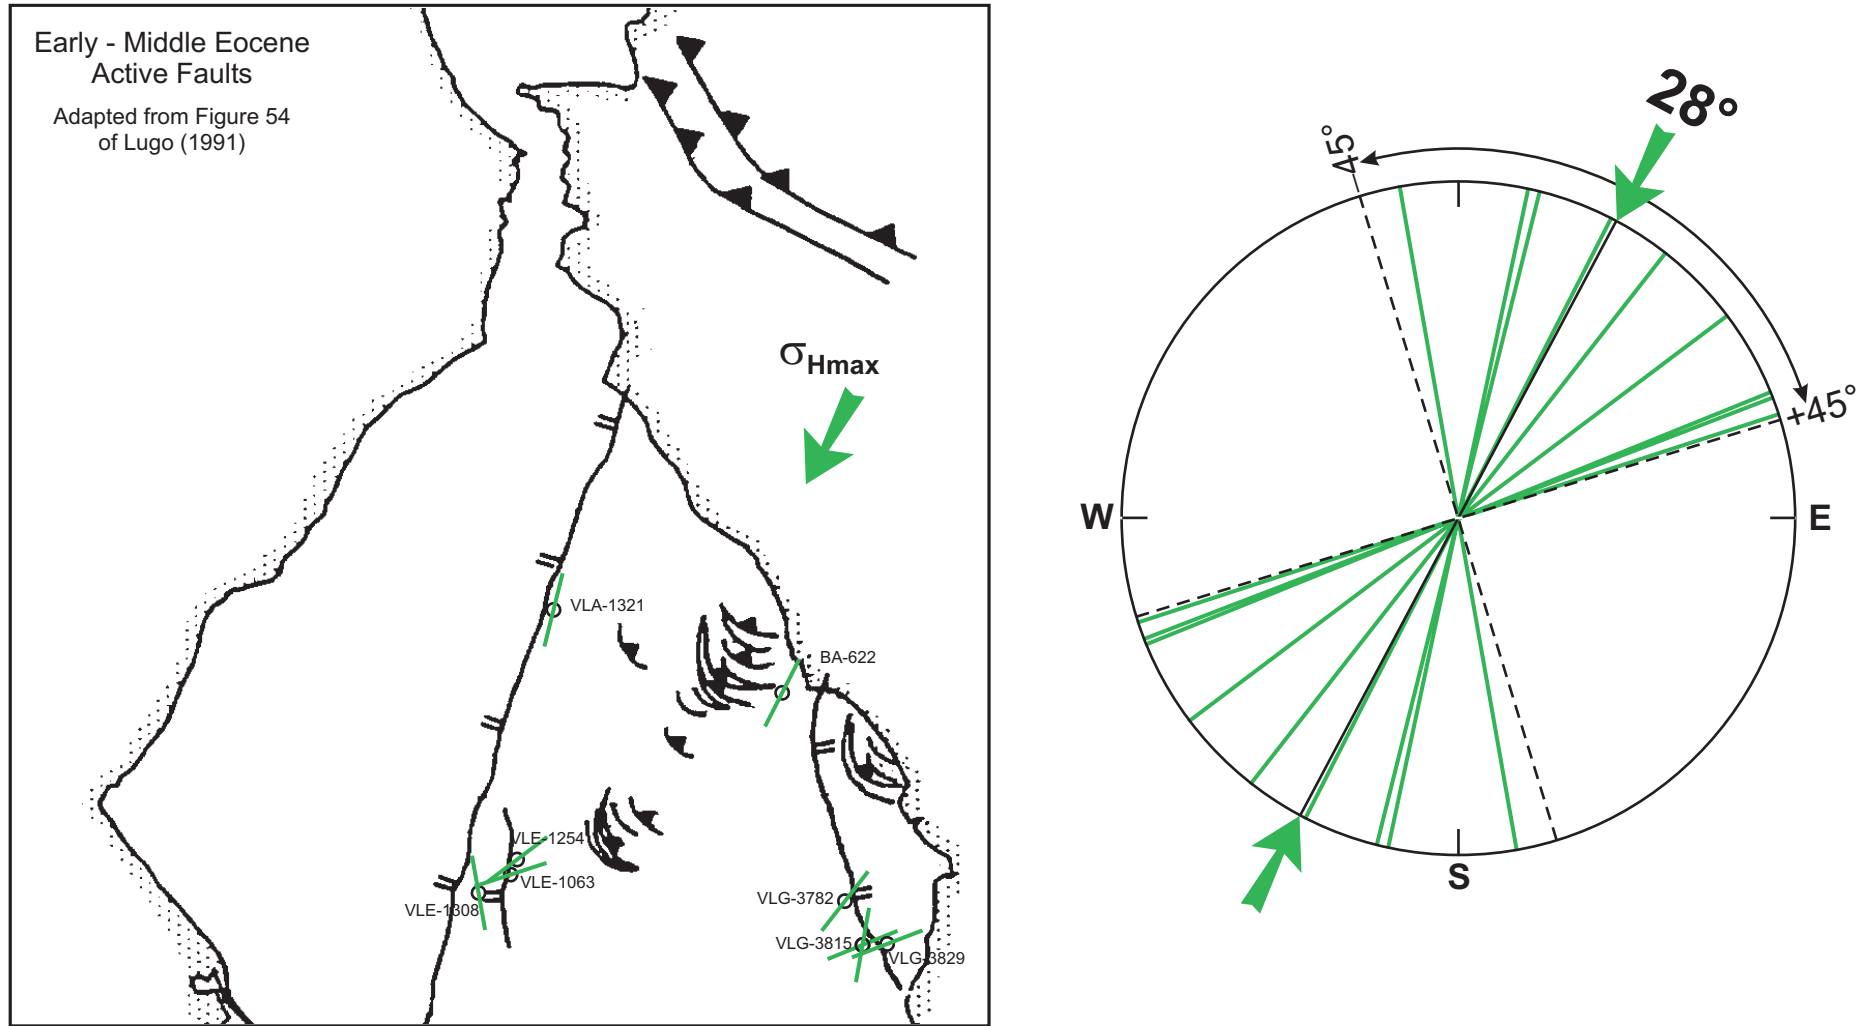 Early - Middle Eocene
Active Faults
Adapted from Figure 54
of Lugo (1991)
σHmax
VLA-1321
BA-622
VLE-1254
VLE-1063
VLE-1308
VLG-3782
VLG-3815
VLG-3829
28°
-45°
+45°
W
E
S